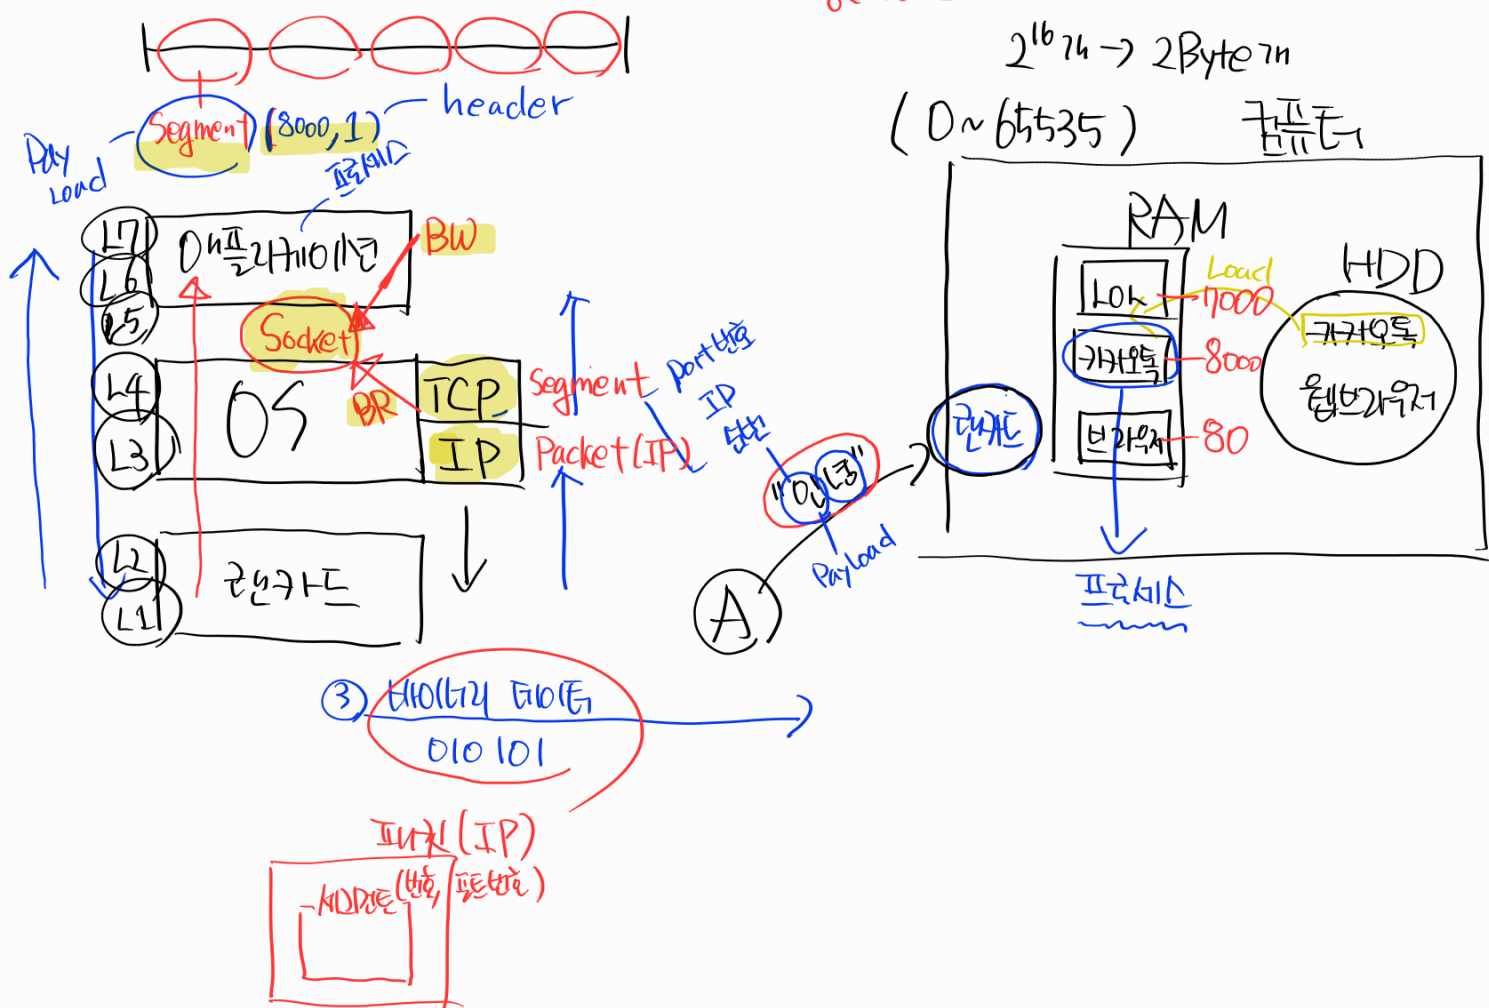 2¹⁶개 → 2Byte개
(0~65535)
컴퓨터
header
Segment (8000,1)
Pay
Load
프로세스
L7
L6
L5
애플리케이션
BW
Socket
L4
L3
OS
BR
TCP
IP
Segment
Packet(IP)
Port번호
IP
L2
L1
랜카드
"안녕"
Payload
A
랜카드
RAM
LOL
7000
카카오톡
8000
브라우저
80
Load
HDD
카카오톡
웹브라우저
프로세스
③ 바이너리 데이터
010101
패킷(IP)
세그먼트(번호, 포트번호)